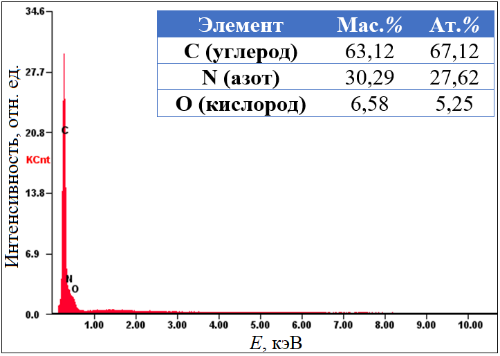 34.6
27.7
20.8
KCnt
13.8
6.9
0.0
Интенсивность, отн. ед.
Элемент Мас.% Ат.%
C (углерод) 63,12 67,12
N (азот) 30,29 27,62
O (кислород) 6,58 5,25
C
N
O
1.00 2.00 3.00 4.00 5.00 6.00 7.00 8.00 9.00 10.00
E, кэВ